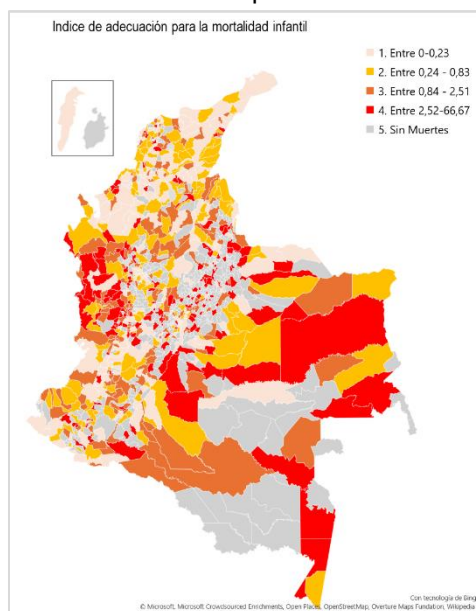 Indice de adecuación para la mortalidad infantil
1. Entre 0-0,23
2. Entre 0,24 - 0,83
3. Entre 0,84 - 2,51
4. Entre 2,52-66,67
5. Sin Muertes
Con tecnología de Bing
© Microsoft, Microsoft Crowdsourced Enrichments, Open Places, OpenStreetMap, Overture Maps Fundation, Wikipedia